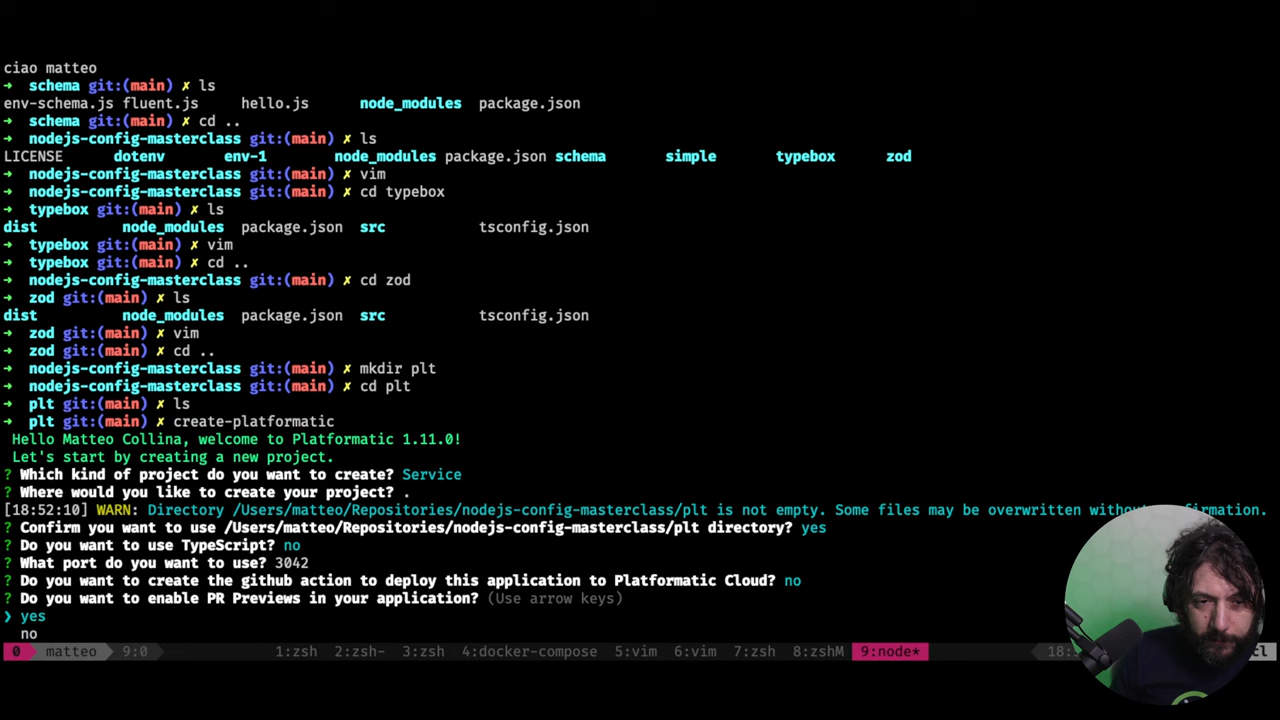 ciao matteo
➜ schema git:(main) ✗ ls
env-schema.js fluent.js hello.js node_modules package.json
➜ schema git:(main) ✗ cd ..
➜ nodejs-config-masterclass git:(main) ✗ ls
LICENSE dotenv env-1 node_modules package.json schema simple typebox zod
➜ nodejs-config-masterclass git:(main) ✗ vim
➜ nodejs-config-masterclass git:(main) ✗ cd typebox
➜ typebox git:(main) ✗ ls
dist node_modules package.json src tsconfig.json
➜ typebox git:(main) ✗ vim
➜ typebox git:(main) ✗ cd ..
➜ nodejs-config-masterclass git:(main) ✗ cd zod
➜ zod git:(main) ✗ ls
dist node_modules package.json src tsconfig.json
➜ zod git:(main) ✗ vim
➜ zod git:(main) ✗ cd ..
➜ nodejs-config-masterclass git:(main) ✗ mkdir plt
➜ nodejs-config-masterclass git:(main) ✗ cd plt
➜ plt git:(main) ✗ ls
➜ plt git:(main) ✗ create-platformatic
Hello Matteo Collina, welcome to Platformatic 1.11.0!
Let's start by creating a new project.
? Which kind of project do you want to create? Service
? Where would you like to create your project? .
[18:52:10] WARN: Directory /Users/matteo/Repositories/nodejs-config-masterclass/plt is not empty. Some files may be overwritten without confirmation.
? Confirm you want to use /Users/matteo/Repositories/nodejs-config-masterclass/plt directory? yes
? Do you want to use TypeScript? no
? What port do you want to use? 3042
? Do you want to create the github action to deploy this application to Platformatic Cloud? no
? Do you want to enable PR Previews in your application? (Use arrow keys)
❯ yes
no
0 matteo 9:0 1:zsh 2:zsh- 3:zsh 4:docker-compose 5:vim 6:vim 7:zsh 8:zshM 9:node*